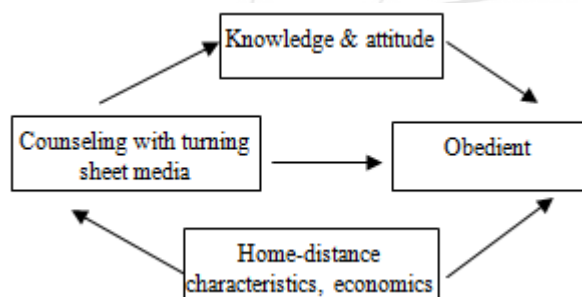 Knowledge & attitude
Counseling with turning
sheet media
Obedient
Home-distance
characteristics, economics